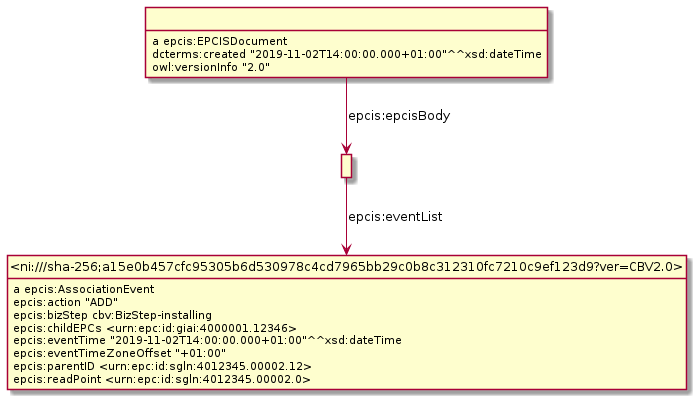 a epcis:EPCISDocument
dcterms:created "2019-11-02T14:00:00.000+01:00"^^xsd:dateTime
owl:versionInfo "2.0"
epcis:epcisBody
epcis:eventList
<ni:///sha-256;a15e0b457cfc95305b6d530978c4cd7965bb29c0b8c312310fc7210c9ef123d9?ver=CBV2.0>
a epcis:AssociationEvent
epcis:action "ADD"
epcis:bizStep cbv:BizStep-installing
epcis:childEPCs <urn:epc:id:giai:4000001.12346>
epcis:eventTime "2019-11-02T14:00:00.000+01:00"^^xsd:dateTime
epcis:eventTimeZoneOffset "+01:00"
epcis:parentID <urn:epc:id:sgln:4012345.00002.12>
epcis:readPoint <urn:epc:id:sgln:4012345.00002.0>